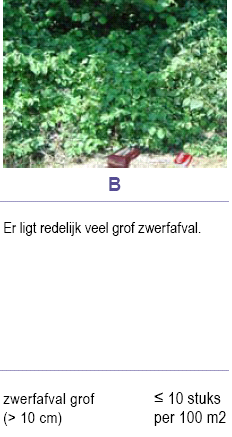 B
Er ligt redelijk veel grof zwerfafval.
zwerfafval grof ≤ 10 stuks
(> 10 cm) per 100 m2